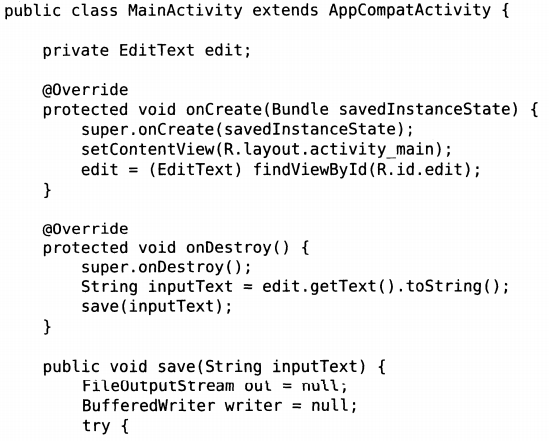 public class MainActivity extends AppCompatActivity {
    private EditText edit;
    @Override
    protected void onCreate(Bundle savedInstanceState) {
        super.onCreate(savedInstanceState);
        setContentView(R.layout.activity_main);
        edit = (EditText) findViewById(R.id.edit);
    }
    @Override
    protected void onDestroy() {
        super.onDestroy();
        String inputText = edit.getText().toString();
        save(inputText);
    }
    public void save(String inputText) {
        FileOutputStream out = null;
        BufferedWriter writer = null;
        try {